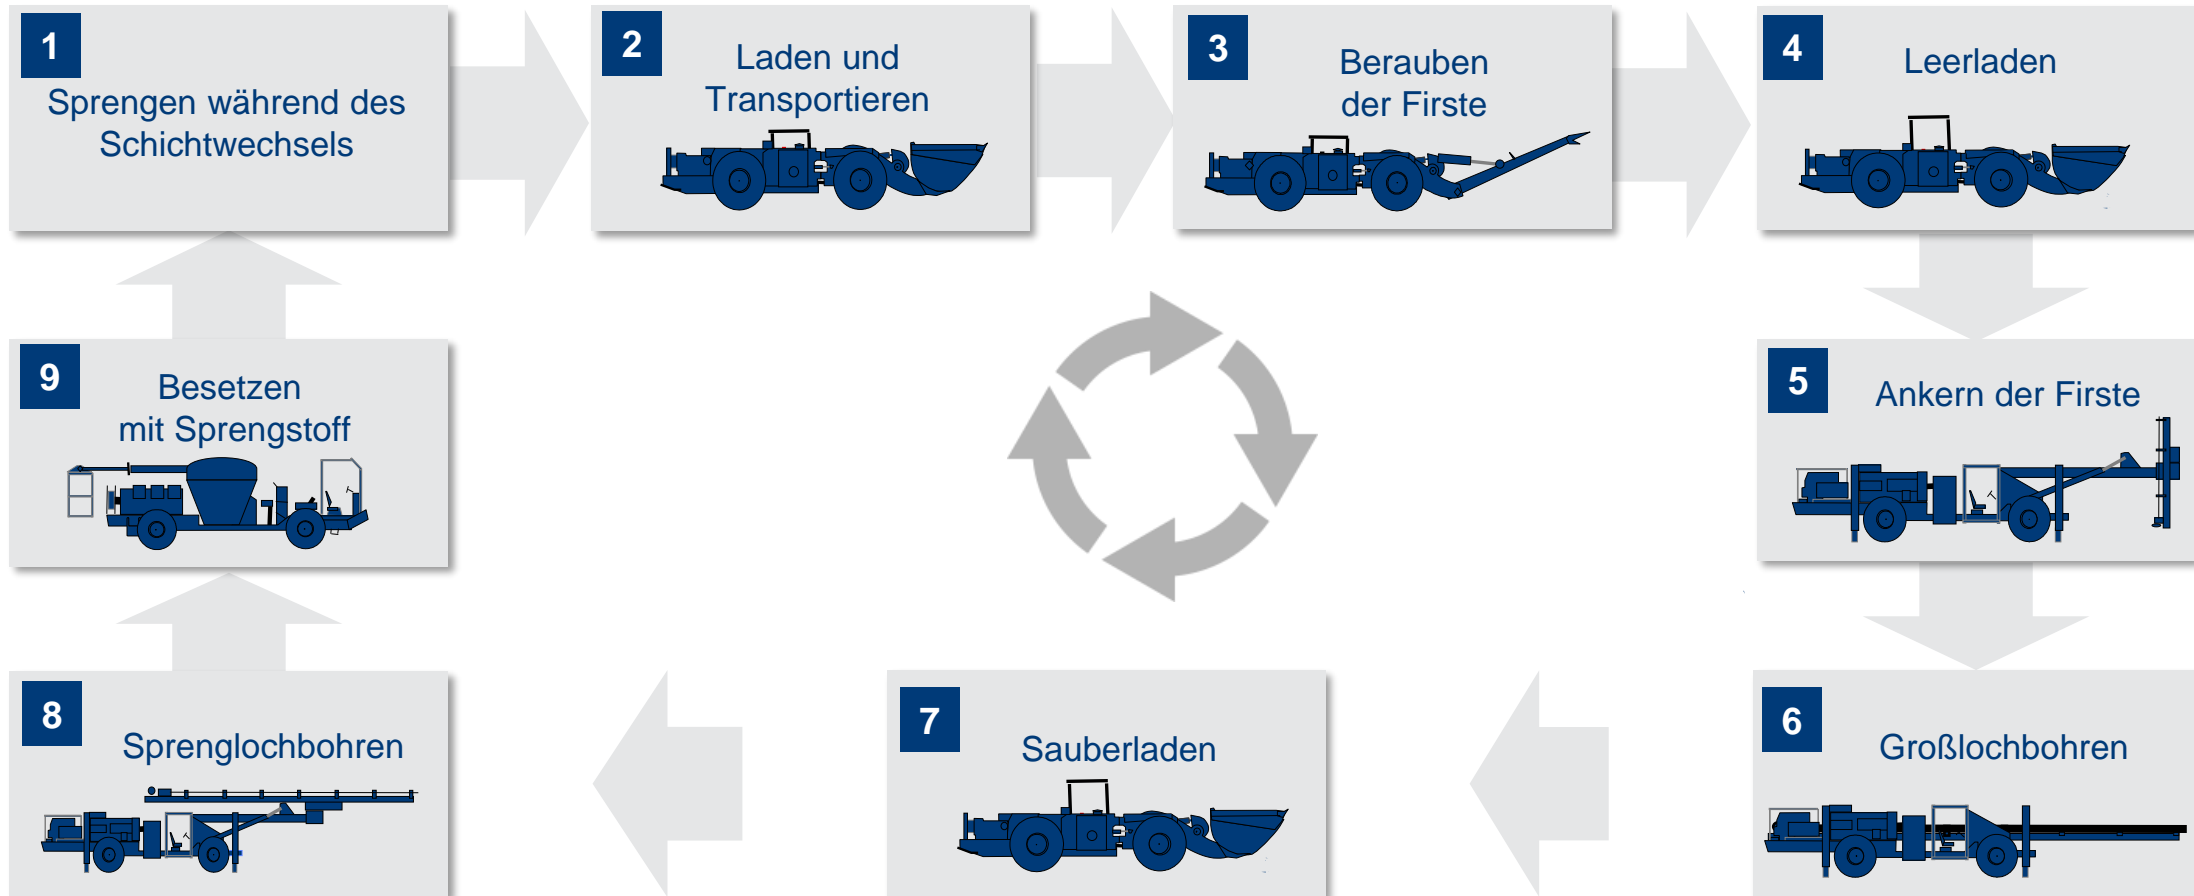 1
Sprengen während des
Schichtwechsels
2
Laden und
Transportieren
3
Berauben
der Firste
4
Leerladen
5
Ankern der Firste
6
Großlochbohren
7
Sauberladen
8
Sprenglochbohren
9
Besetzen
mit Sprengstoff